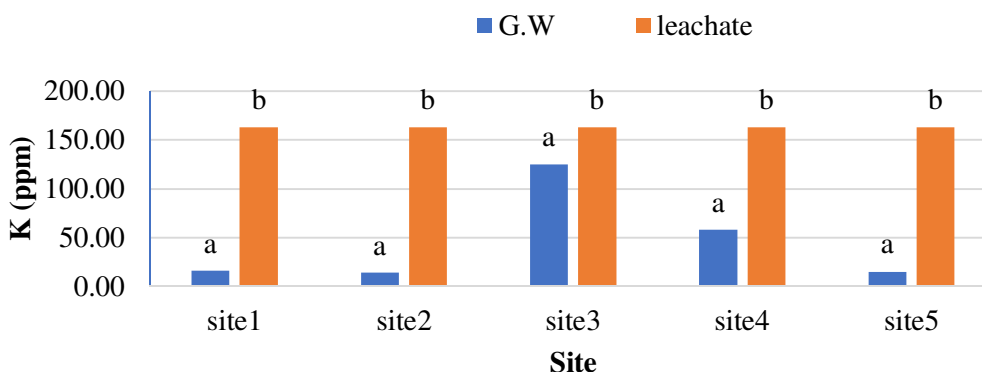 G.W leachate
200.00
150.00
100.00
50.00
0.00
K (ppm)
b b b b b
a a a a a
site1 site2 site3 site4 site5
Site